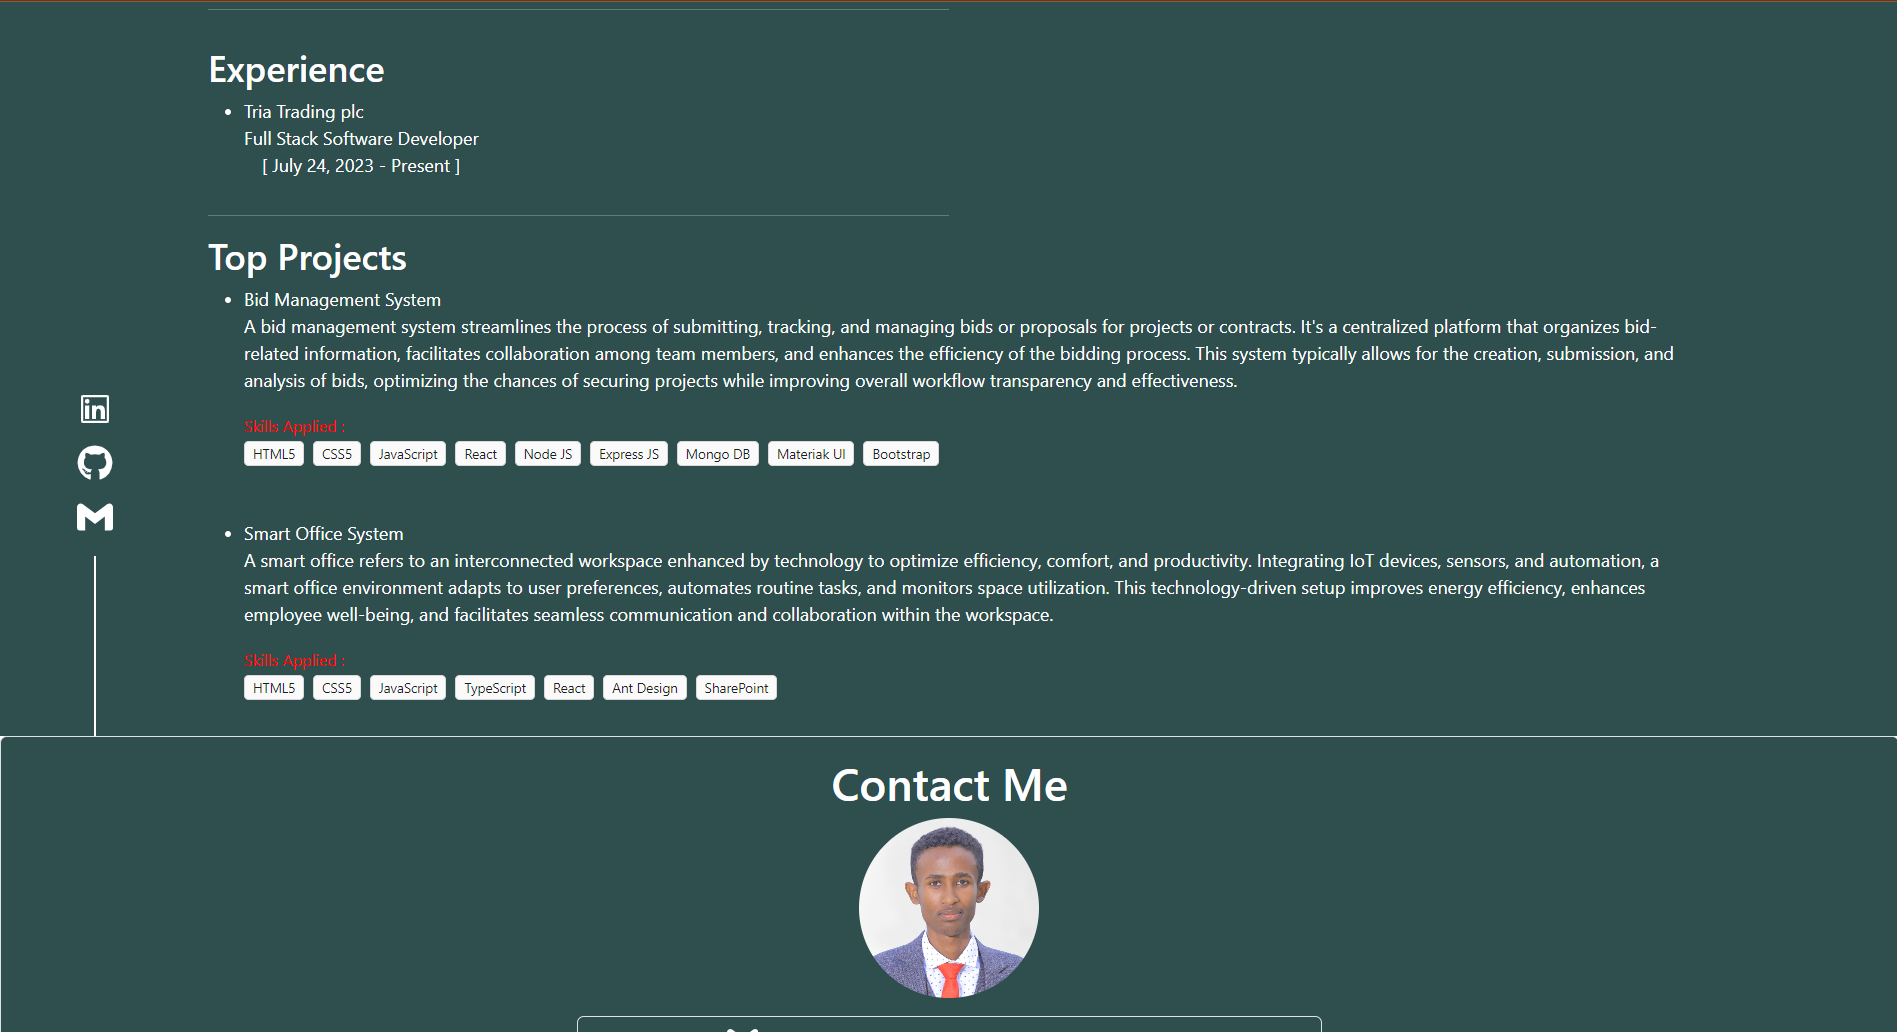 Experience
Tria Trading plc
Full Stack Software Developer
[ July 24, 2023 - Present ]
Top Projects
Bid Management System
A bid management system streamlines the process of submitting, tracking, and managing bids or proposals for projects or contracts. It's a centralized platform that organizes bid-
related information, facilitates collaboration among team members, and enhances the efficiency of the bidding process. This system typically allows for the creation, submission, and
analysis of bids, optimizing the chances of securing projects while improving overall workflow transparency and effectiveness.
Skills Applied :
HTML5 CSS5 JavaScript React Node JS Express JS Mongo DB Materiak UI Bootstrap
Smart Office System
A smart office refers to an interconnected workspace enhanced by technology to optimize efficiency, comfort, and productivity. Integrating IoT devices, sensors, and automation, a
smart office environment adapts to user preferences, automates routine tasks, and monitors space utilization. This technology-driven setup improves energy efficiency, enhances
employee well-being, and facilitates seamless communication and collaboration within the workspace.
Skills Applied :
HTML5 CSS5 JavaScript TypeScript React Ant Design SharePoint
in
Contact Me